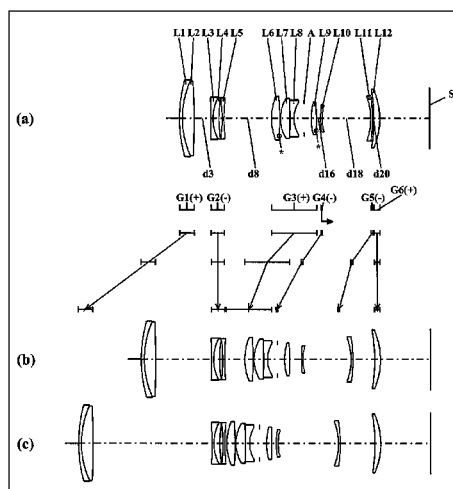 L1 L2 L3 L4 L5 L6 L7 L8 A L9 L10 L11 L12
S
(a)
* *
d3 d8 d16 d18 d20
G1(+) G2(-) G3(+) G4(-) G5(-) G6(+)
(b)
(c)